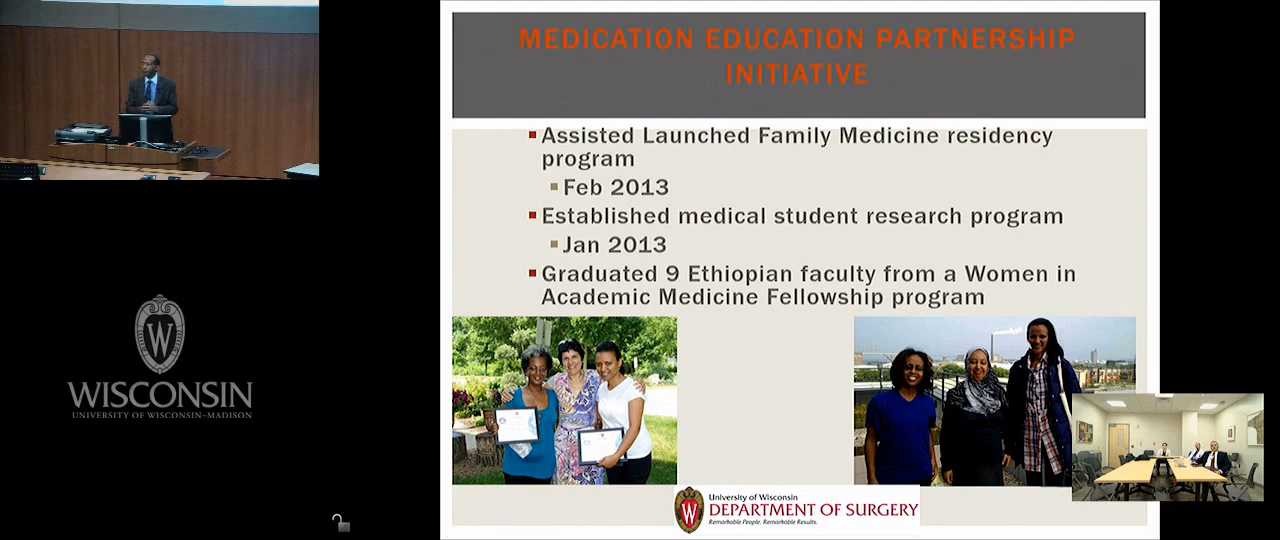 MEDICATION EDUCATION PARTNERSHIP
INITIATIVE
Assisted Launched Family Medicine residency
program
Feb 2013
Established medical student research program
Jan 2013
Graduated 9 Ethiopian faculty from a Women in
Academic Medicine Fellowship program
W
WISCONSIN
UNIVERSITY OF WISCONSIN–MADISON
W
University of Wisconsin
DEPARTMENT OF SURGERY
Remarkable People. Remarkable Results.